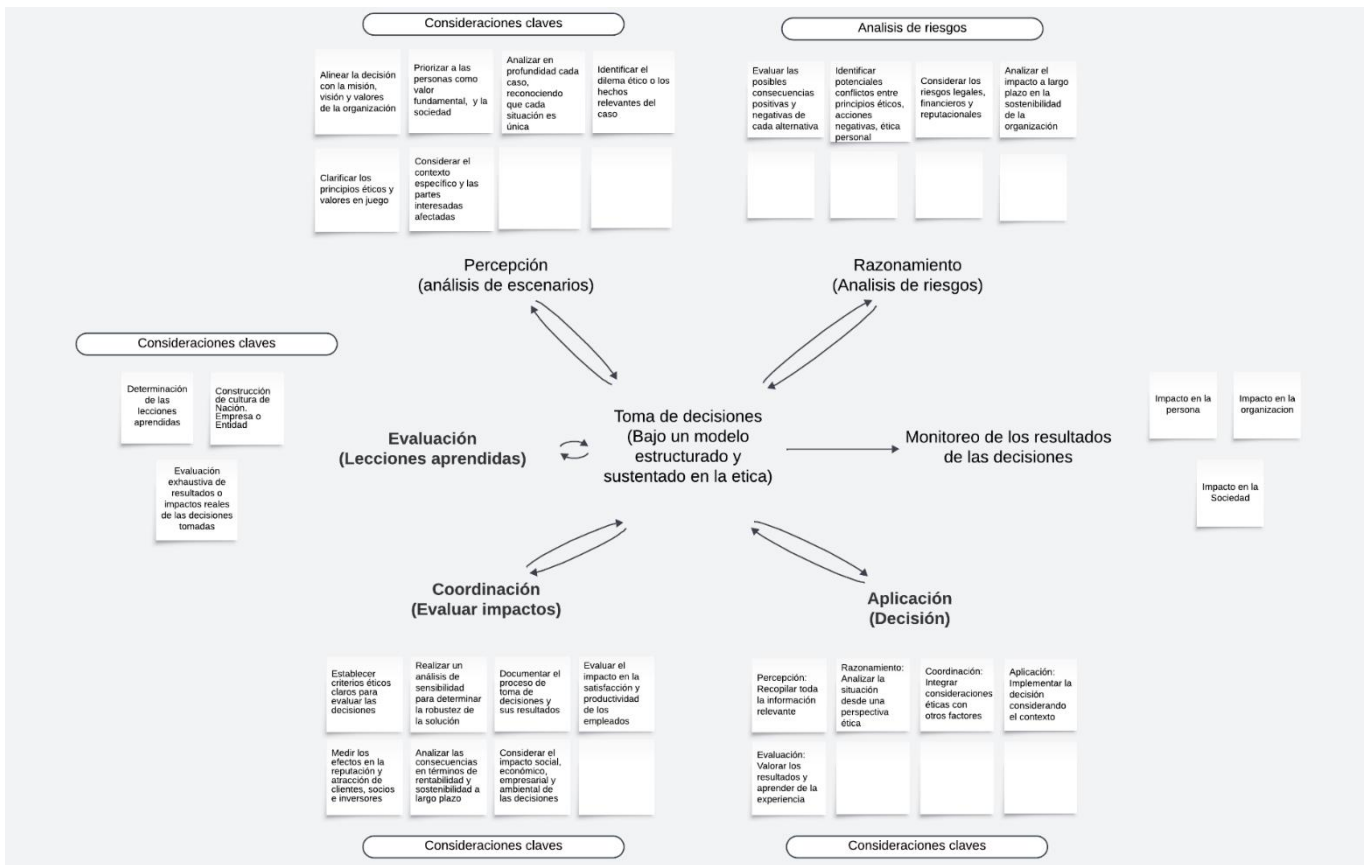 Consideraciones claves
Alinear la decisión
con la misión,
visión y valores
de la organización
Priorizar a las
personas como
valor
fundamental, y la
sociedad
Analizar en
profundidad cada
caso,
reconociendo
que cada
situación es
única
Identificar el
dilema ético o los
hechos
relevantes del
caso
Clarificar los
principios éticos y
valores en juego
Considerar el
contexto
específico y las
partes
interesadas
afectadas
Analisis de riesgos
Evaluar las
posibles
consecuencias
positivas y
negativas de
cada alternativa
Identificar
potenciales
conflictos entre
principios éticos,
acciones
negativas, ética
personal
Considerar los
riesgos legales,
financieros y
reputacionales
Analizar el
impacto a largo
plazo en la
sostenibilidad
de la
organización
Percepción
(análisis de escenarios)
Razonamiento
(Analisis de riesgos)
Consideraciones claves
Determinación
de las
lecciones
aprendidas
Construcción
de cultura de
Nación.
Empresa o
Entidad
Evaluación
exhaustiva de
resultados o
impactos reales
de las decisiones
tomadas
Evaluación
(Lecciones aprendidas)
Toma de decisiones
(Bajo un modelo
estructurado y
sustentado en la etica)
Monitoreo de los resultados
de las decisiones
Impacto en la
persona
Impacto en la
organizacion
Impacto en la
Sociedad
Coordinación
(Evaluar impactos)
Aplicación
(Decisión)
Establecer
criterios éticos
claros para
evaluar las
decisiones
Realizar un
análisis de
sensibilidad
para determinar
la robustez de
la solución
Documentar el
proceso de
toma de
decisiones y
sus resultados
Evaluar el
impacto en la
satisfacción y
productividad
de los
empleados
Medir los
efectos en la
reputación y
atracción de
clientes, socios
e inversores
Analizar las
consecuencias
en términos de
rentabilidad y
sostenibilidad a
largo plazo
Considerar el
impacto social,
económico,
empresarial y
ambiental de
las decisiones
Consideraciones claves
Percepción:
Recopilar toda
la información
relevante
Razonamiento:
Analizar la
situación
desde una
perspectiva
ética
Coordinación:
Integrar
consideraciones
éticas con
otros factores
Aplicación:
Implementar la
decisión
considerando
el contexto
Evaluación:
Valorar los
resultados y
aprender de la
experiencia
Consideraciones claves